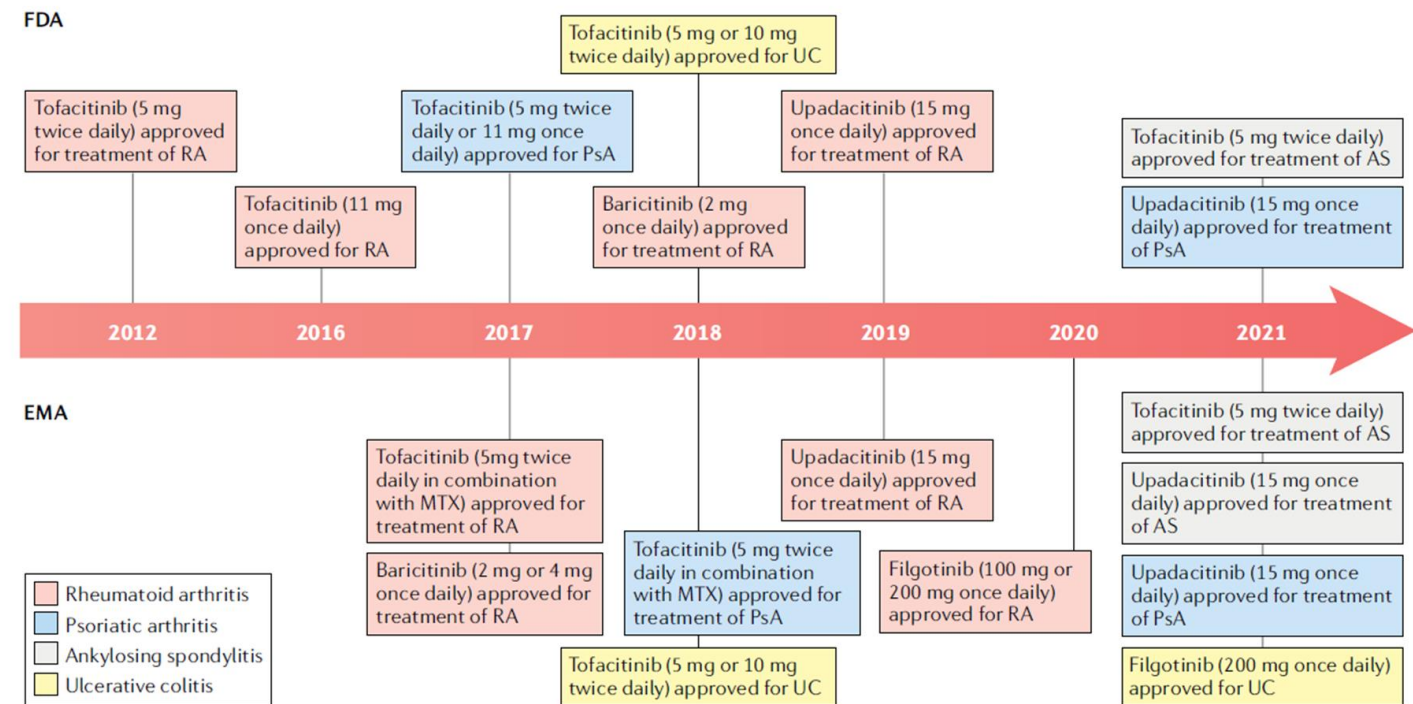 FDA
Tofacitinib (5 mg or 10 mg
twice daily) approved for UC
Tofacitinib (5 mg
twice daily) approved
for treatment of RA
Tofacitinib (11 mg
once daily)
approved for RA
Tofacitinib (5 mg twice
daily or 11 mg once
daily) approved for PsA
Baricitinib (2 mg
once daily) approved
for treatment of RA
Upadacitinib (15 mg
once daily) approved
for treatment of RA
Tofacitinib (5 mg twice daily)
approved for treatment of AS
Upadacitinib (15 mg once
daily) approved for treatment
of PsA
2012 2016 2017 2018 2019 2020 2021
EMA
Tofacitinib (5mg twice
daily in combination
with MTX) approved for
treatment of RA
Baricitinib (2 mg or 4 mg
once daily) approved for
treatment of RA
Tofacitinib (5 mg twice
daily in combination
with MTX) approved for
treatment of PsA
Tofacitinib (5 mg or 10 mg
twice daily) approved for UC
Upadacitinib (15 mg
once daily) approved
for treatment of RA
Filgotinib (100 mg or
200 mg once daily)
approved for RA
Tofacitinib (5 mg twice daily)
approved for treatment of AS
Upadacitinib (15 mg once
daily) approved for treatment
of AS
Upadacitinib (15 mg once
daily) approved for treatment
of PsA
Filgotinib (200 mg once daily)
approved for UC
Rheumatoid arthritis
Psoriatic arthritis
Ankylosing spondylitis
Ulcerative colitis